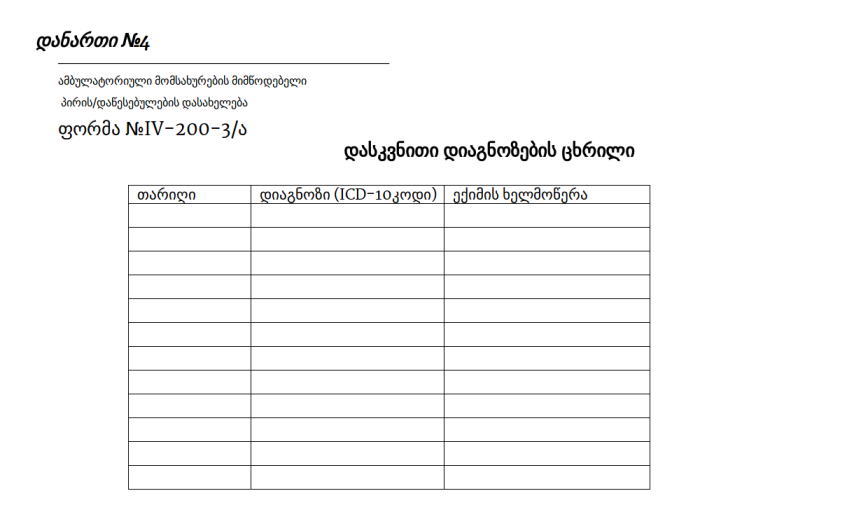 დანართი №4
ამბულატორიული მომსახურების მიმწოდებელი
პირის/დაწესებულების დასახელება
ფორმა №IV-200-3/ა
დასკვნითი დიაგნოზების ცხრილი
თარიღი დიაგნოზი (ICD-10კოდი) ექიმის ხელმოწერა